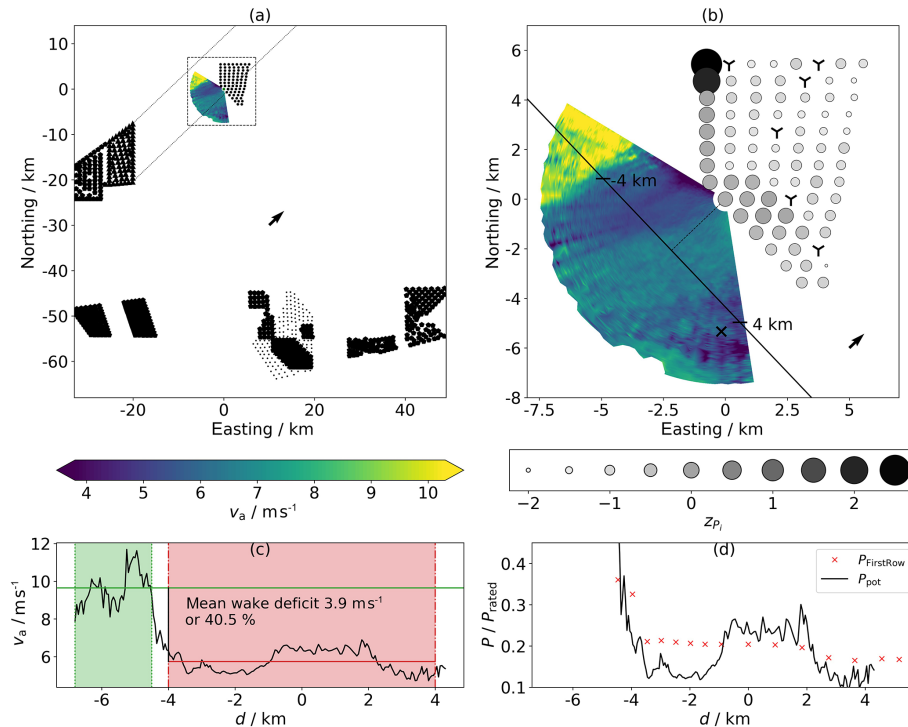 (a)
Northing / km
10
0
-10
-20
-30
-40
-50
-60
-20
0
20
40
Easting / km
(b)
Northing / km
6
4
2
0
-2
-4
-6
-8
-4 km
4 km
-7.5
-5.0
-2.5
0.0
2.5
5.0
7.5
Easting / km
4
5
6
7
8
9
10
v_a / m s⁻¹
-2
-1
0
1
2
z_{P_i}
(c)
v_a / m s⁻¹
12
10
8
6
Mean wake deficit 3.9 ms⁻¹
or 40.5 %
-6
-4
-2
0
2
4
d / km
(d)
P / P_rated
0.4
0.3
0.2
0.1
P_FirstRow
P_pot
-6
-4
-2
0
2
4
d / km